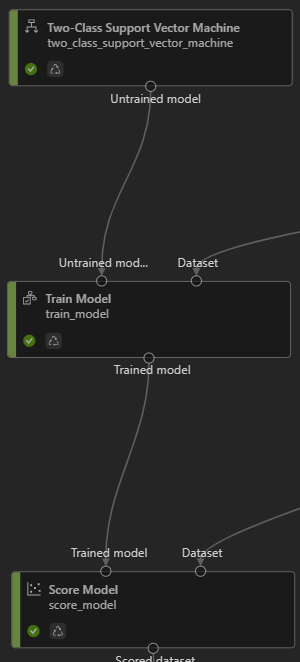 Two-Class Support Vector Machine
two_class_support_vector_machine
Untrained model
Untrained mod... Dataset
Train Model
train_model
Trained model
Trained model Dataset
Score Model
score_model
Scored dataset